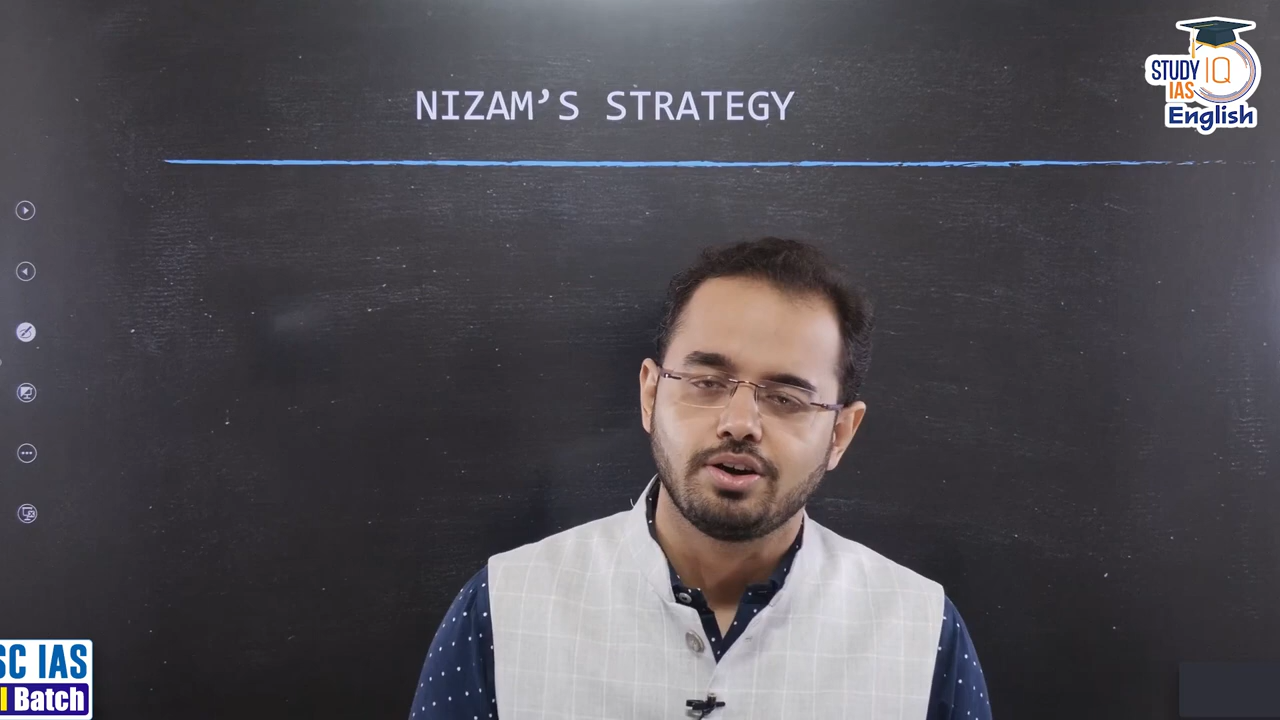 NIZAM’S STRATEGY
STUDY IQ
IAS
English
SC IAS
Batch